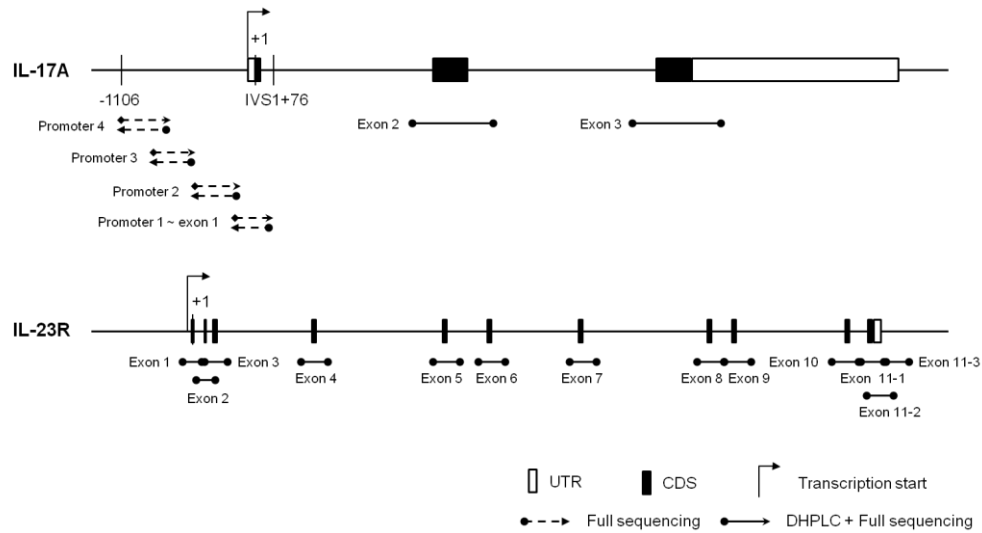 +1
IL-17A
-1106
IVS1+76
Promoter 4
Exon 2
Exon 3
Promoter 3
Promoter 2
Promoter 1 ~ exon 1
+1
IL-23R
Exon 1
Exon 3
Exon 10
Exon 11-3
Exon 4
Exon 5
Exon 6
Exon 7
Exon 8
Exon 9
Exon 11-1
Exon 2
Exon 11-2
UTR
CDS
Transcription start
Full sequencing
DHPLC + Full sequencing